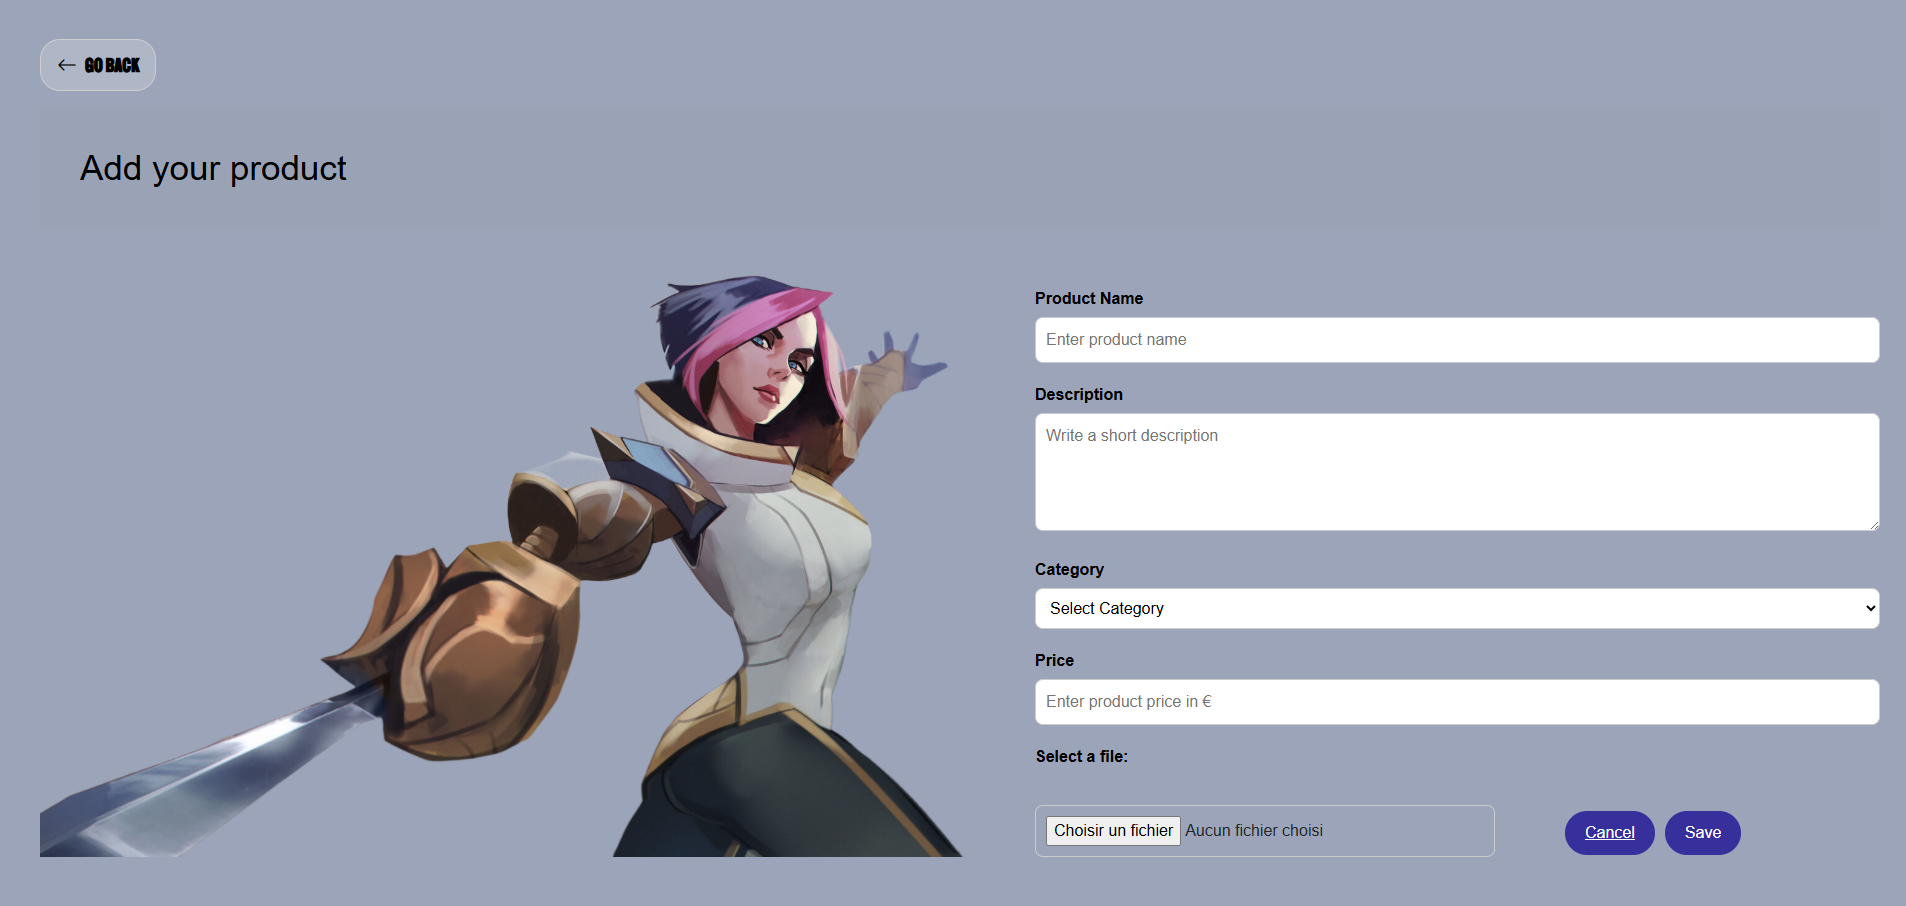 GO BACK
Add your product
Product Name
Enter product name
Description
Write a short description
Category
Select Category
Price
Enter product price in €
Select a file:
Choisir un fichier Aucun fichier choisi
Cancel
Save